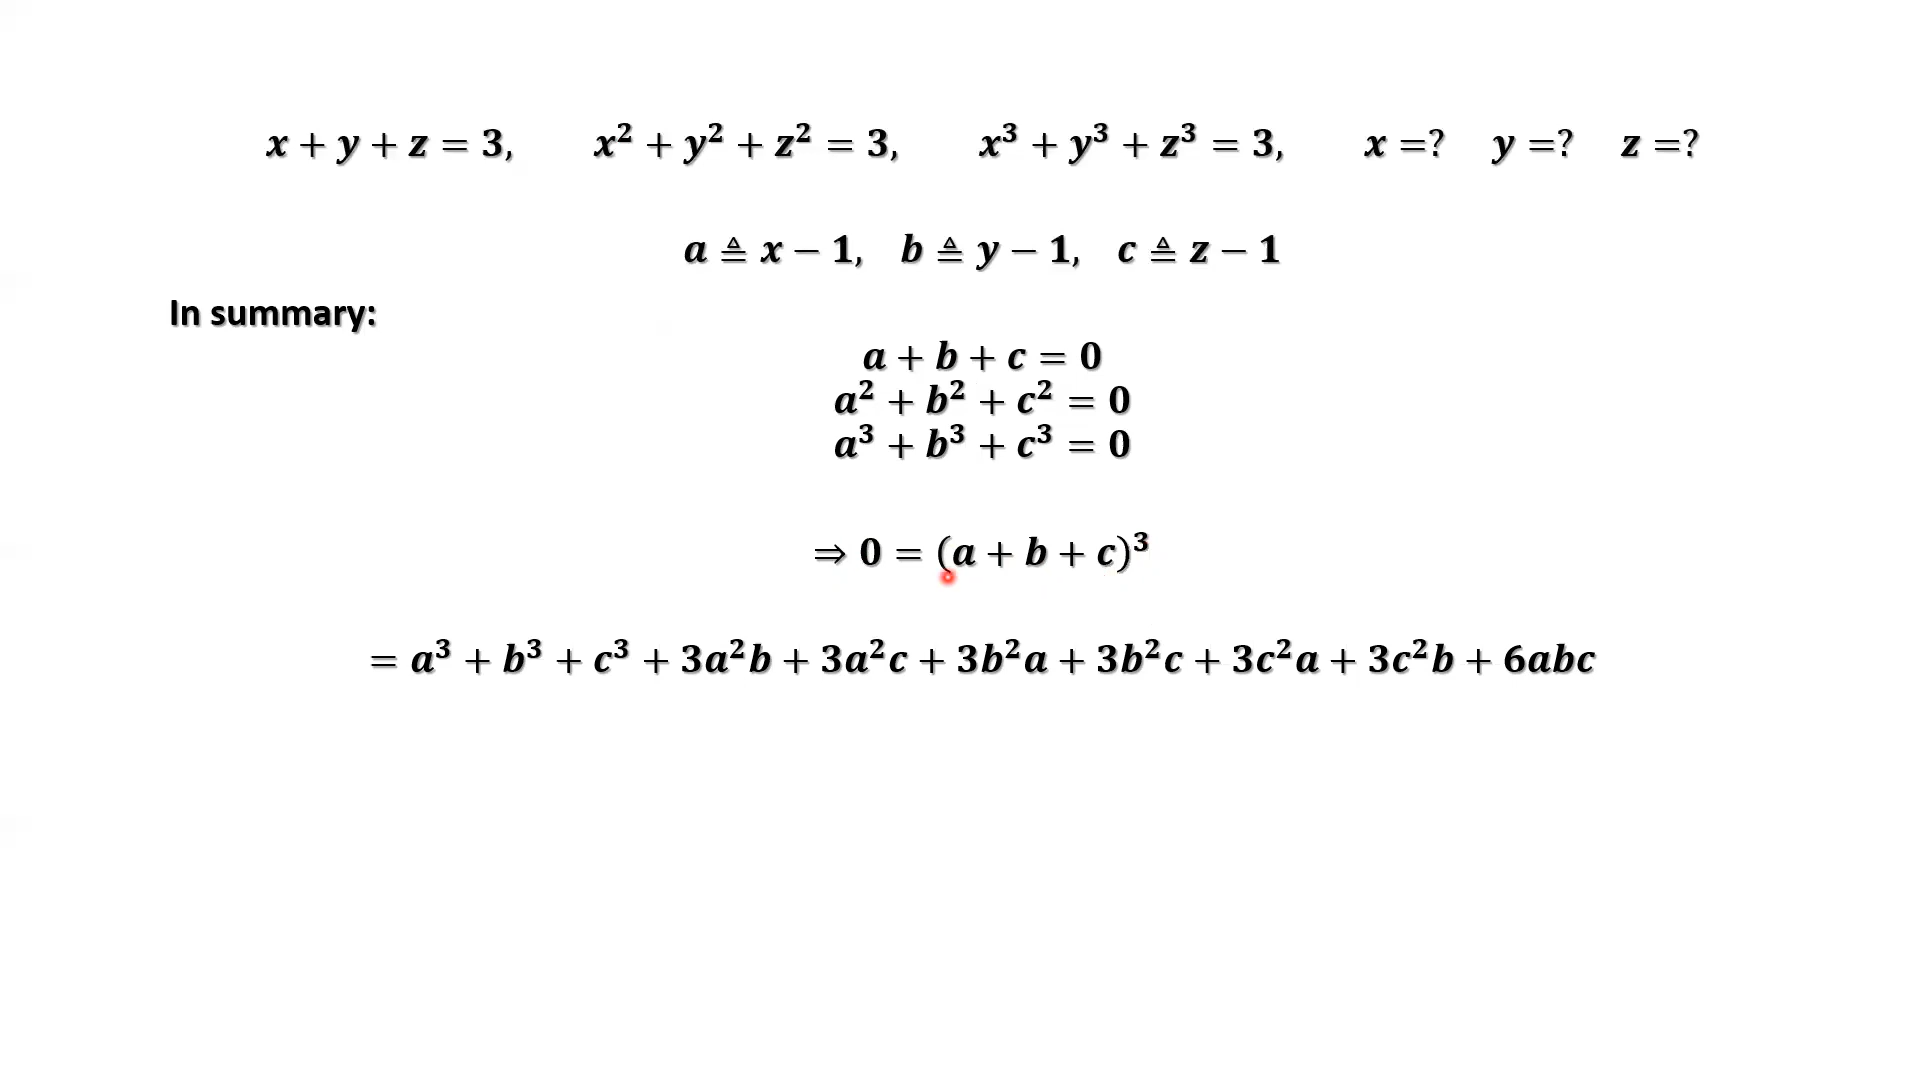 x + y + z = 3, x² + y² + z² = 3, x³ + y³ + z³ = 3, x =? y =? z =?
a ≜ x − 1, b ≜ y − 1, c ≜ z − 1
In summary:
a + b + c = 0
a² + b² + c² = 0
a³ + b³ + c³ = 0
⇒ 0 = (a + b + c)³
= a³ + b³ + c³ + 3a²b + 3a²c + 3b²a + 3b²c + 3c²a + 3c²b + 6abc